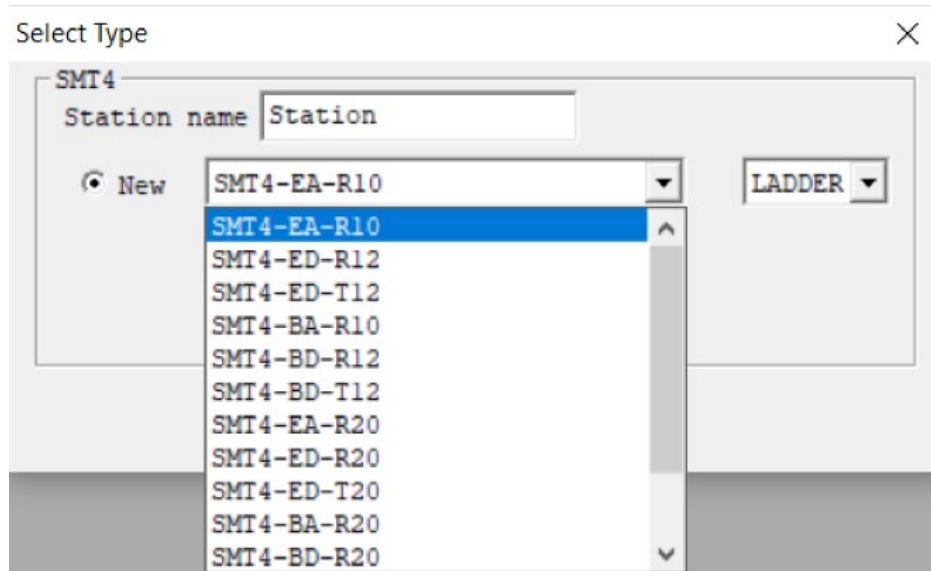 Select Type
SMT4
Station name Station
New SMT4-EA-R10 LADDER
SMT4-EA-R10
SMT4-ED-R12
SMT4-ED-T12
SMT4-BA-R10
SMT4-BD-R12
SMT4-BD-T12
SMT4-EA-R20
SMT4-ED-R20
SMT4-ED-T20
SMT4-BA-R20
SMT4-BD-R20